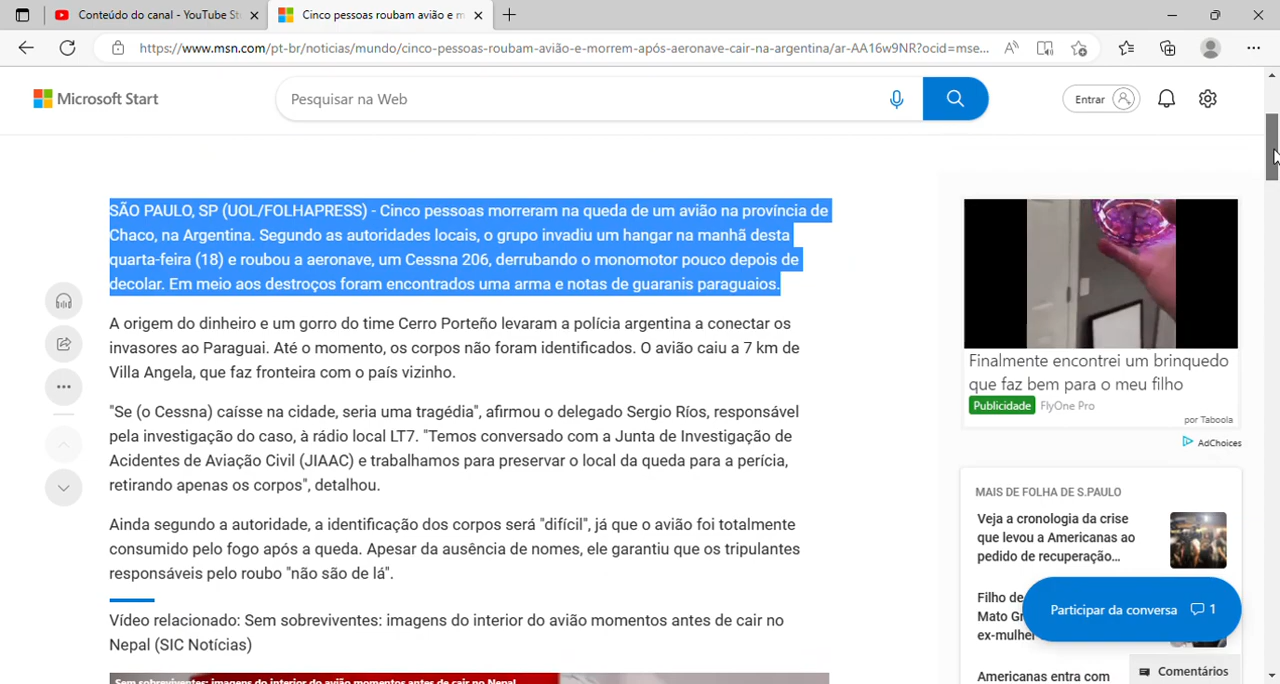 Conteúdo do canal - YouTube St
Cinco pessoas roubam avião e m
https://www.msn.com/pt-br/noticias/mundo/cinco-pessoas-roubam-avião-e-morrem-após-aeronave-cair-na-argentina/ar-AA16w9NR?ocid=mse...
Microsoft Start
Pesquisar na Web
Entrar
SÃO PAULO, SP (UOL/FOLHAPRESS) - Cinco pessoas morreram na queda de um avião na província de
Chaco, na Argentina. Segundo as autoridades locais, o grupo invadiu um hangar na manhã desta
quarta-feira (18) e roubou a aeronave, um Cessna 206, derrubando o monomotor pouco depois de
decolar. Em meio aos destroços foram encontrados uma arma e notas de guaranis paraguaios.
A origem do dinheiro e um gorro do time Cerro Porteño levaram a polícia argentina a conectar os
invasores ao Paraguai. Até o momento, os corpos não foram identificados. O avião caiu a 7 km de
Villa Angela, que faz fronteira com o país vizinho.
"Se (o Cessna) caísse na cidade, seria uma tragédia", afirmou o delegado Sergio Ríos, responsável
pela investigação do caso, à rádio local LT7. "Temos conversado com a Junta de Investigação de
Acidentes de Aviação Civil (JIAAC) e trabalhamos para preservar o local da queda para a perícia,
retirando apenas os corpos", detalhou.
Ainda segundo a autoridade, a identificação dos corpos será "difícil", já que o avião foi totalmente
consumido pelo fogo após a queda. Apesar da ausência de nomes, ele garantiu que os tripulantes
responsáveis pelo roubo "não são de lá".
Vídeo relacionado: Sem sobreviventes: imagens do interior do avião momentos antes de cair no
Nepal (SIC Notícias)
Sem sobreviventes: imagens do interior do avião momentos antes de cair no Nepal
Finalmente encontrei um brinquedo
que faz bem para o meu filho
Publicidade FlyOne Pro
por Taboola
AdChoices
MAIS DE FOLHA DE S.PAULO
Veja a cronologia da crise
que levou a Americanas ao
pedido de recuperação...
Filho de
Mato Gr
ex-mulher
Participar da conversa 1
Americanas entra com
Comentários